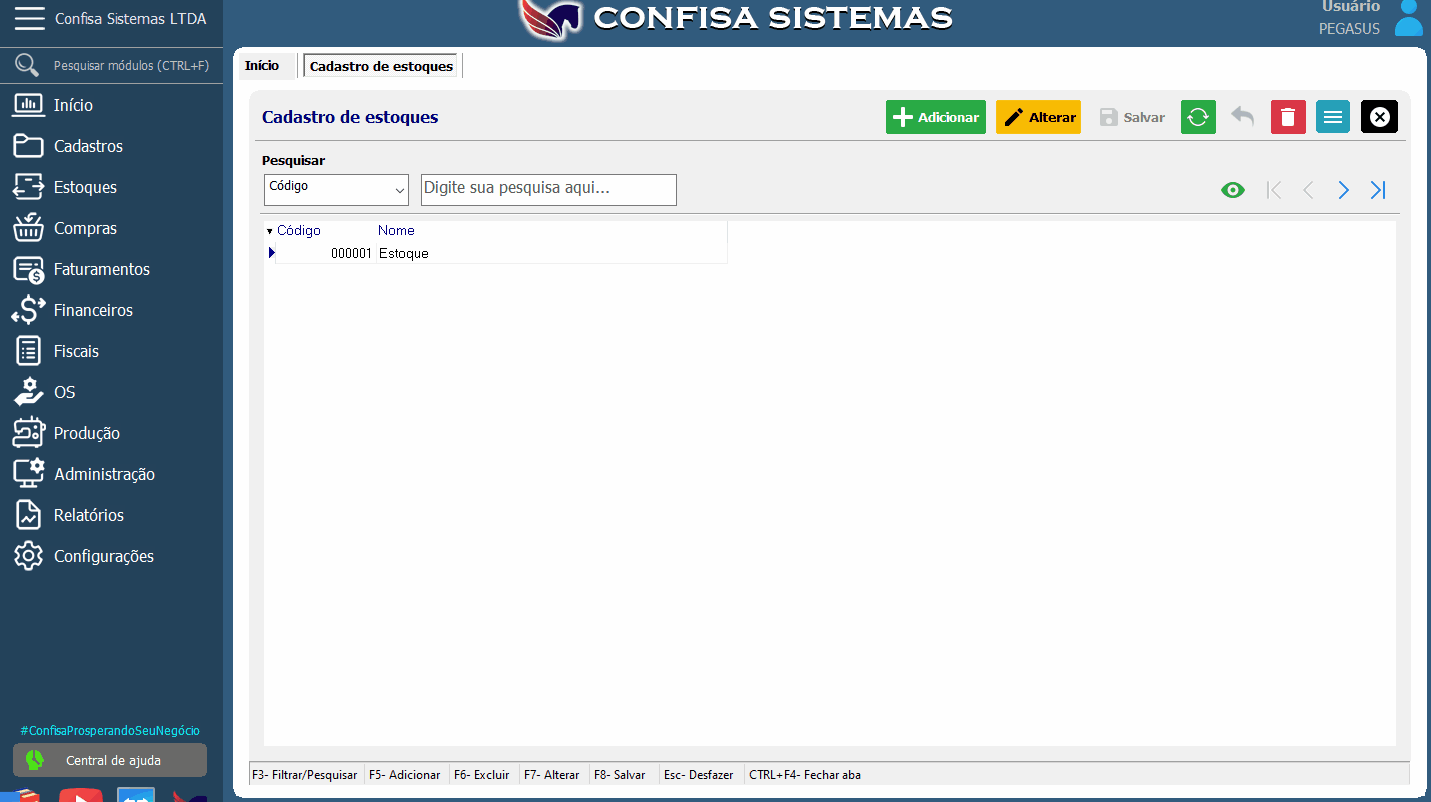 Confisa Sistemas LTDA
CONFISA SISTEMAS
Usuário
PEGASUS
Pesquisar módulos (CTRL+F)
Início
Cadastros
Estoques
Compras
Faturamentos
Financeiros
Fiscais
OS
Produção
Administração
Relatórios
Configurações
#ConfisaProsperandoSeuNegócio
Central de ajuda
Início
Cadastro de estoques
Cadastro de estoques
Adicionar
Alterar
Salvar
Pesquisar
Código
Digite sua pesquisa aqui...
Código Nome
000001 Estoque
F3- Filtrar/Pesquisar F5- Adicionar F6- Excluir F7- Alterar F8- Salvar Esc- Desfazer CTRL+F4- Fechar aba